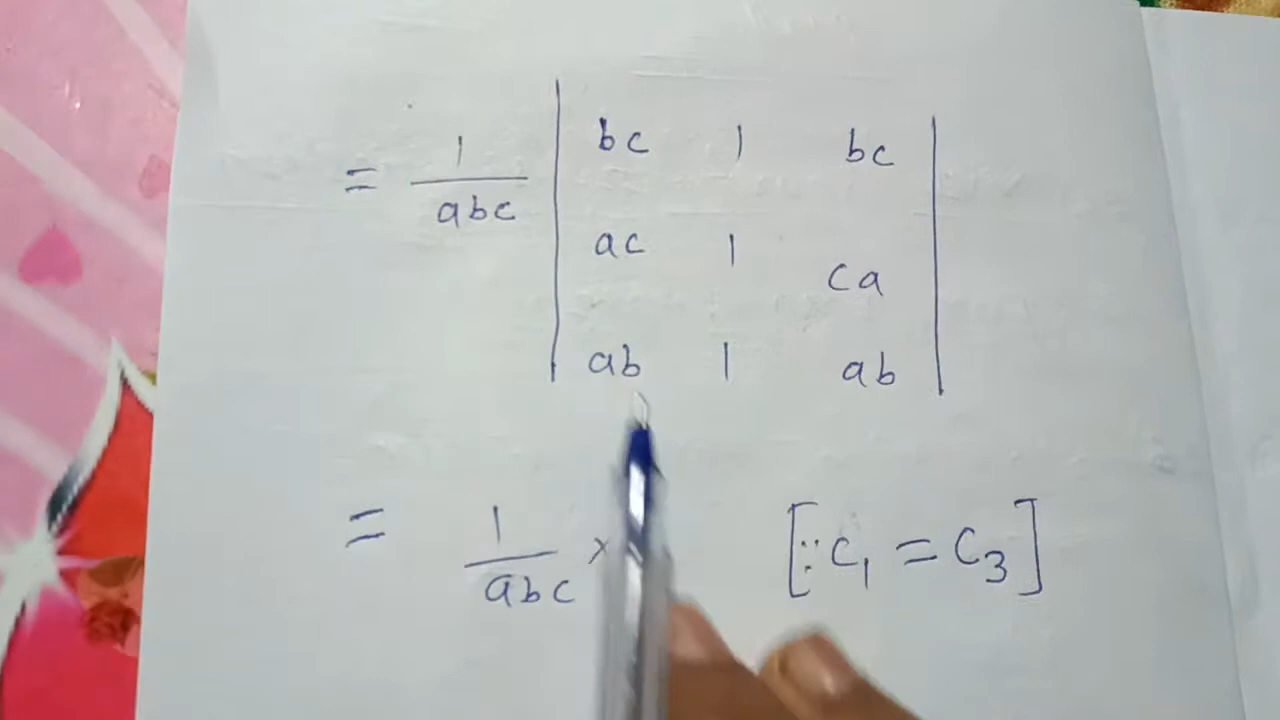 = 1/abc | bc 1 bc |
| ac 1 ca |
| ab 1 ab |
= 1/abc × [∵ C₁ = C₃]